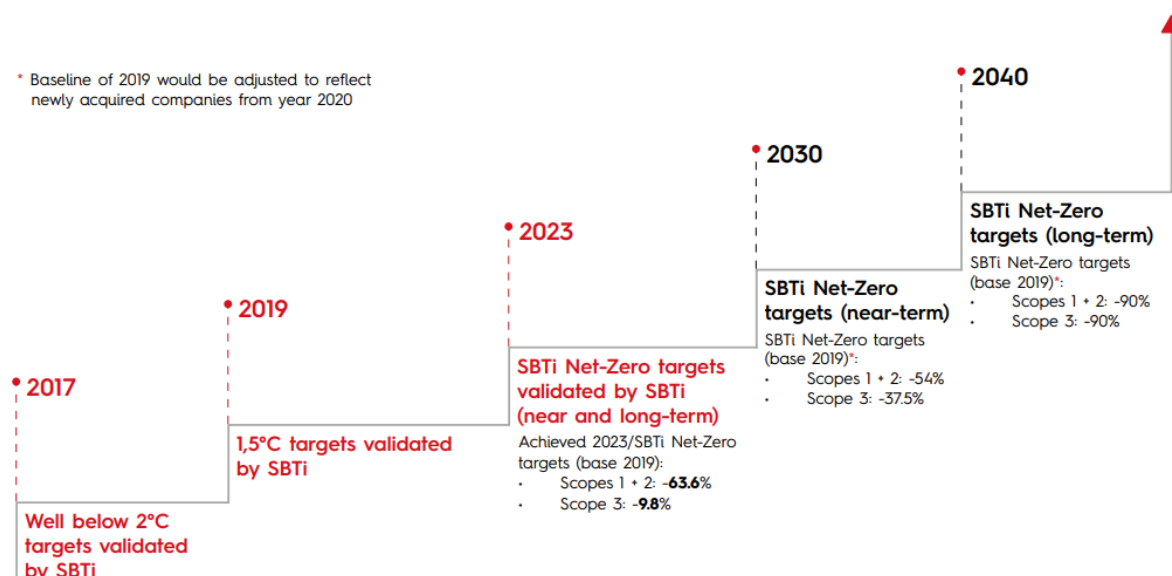 * Baseline of 2019 would be adjusted to reflect
newly acquired companies from year 2020
2017
Well below 2°C
targets validated
by SBTi
2019
1,5°C targets validated
by SBTi
2023
SBTi Net-Zero targets
validated by SBTi
(near and long-term)
Achieved 2023/SBTi Net-Zero
targets (base 2019):
· Scopes 1 + 2: -63.6%
· Scope 3: -9.8%
2030
SBTi Net-Zero
targets (near-term)
SBTi Net-Zero targets
(base 2019)*:
· Scopes 1 + 2: -54%
· Scope 3: -37.5%
2040
SBTi Net-Zero
targets (long-term)
SBTi Net-Zero targets
(base 2019)*:
· Scopes 1 + 2: -90%
· Scope 3: -90%